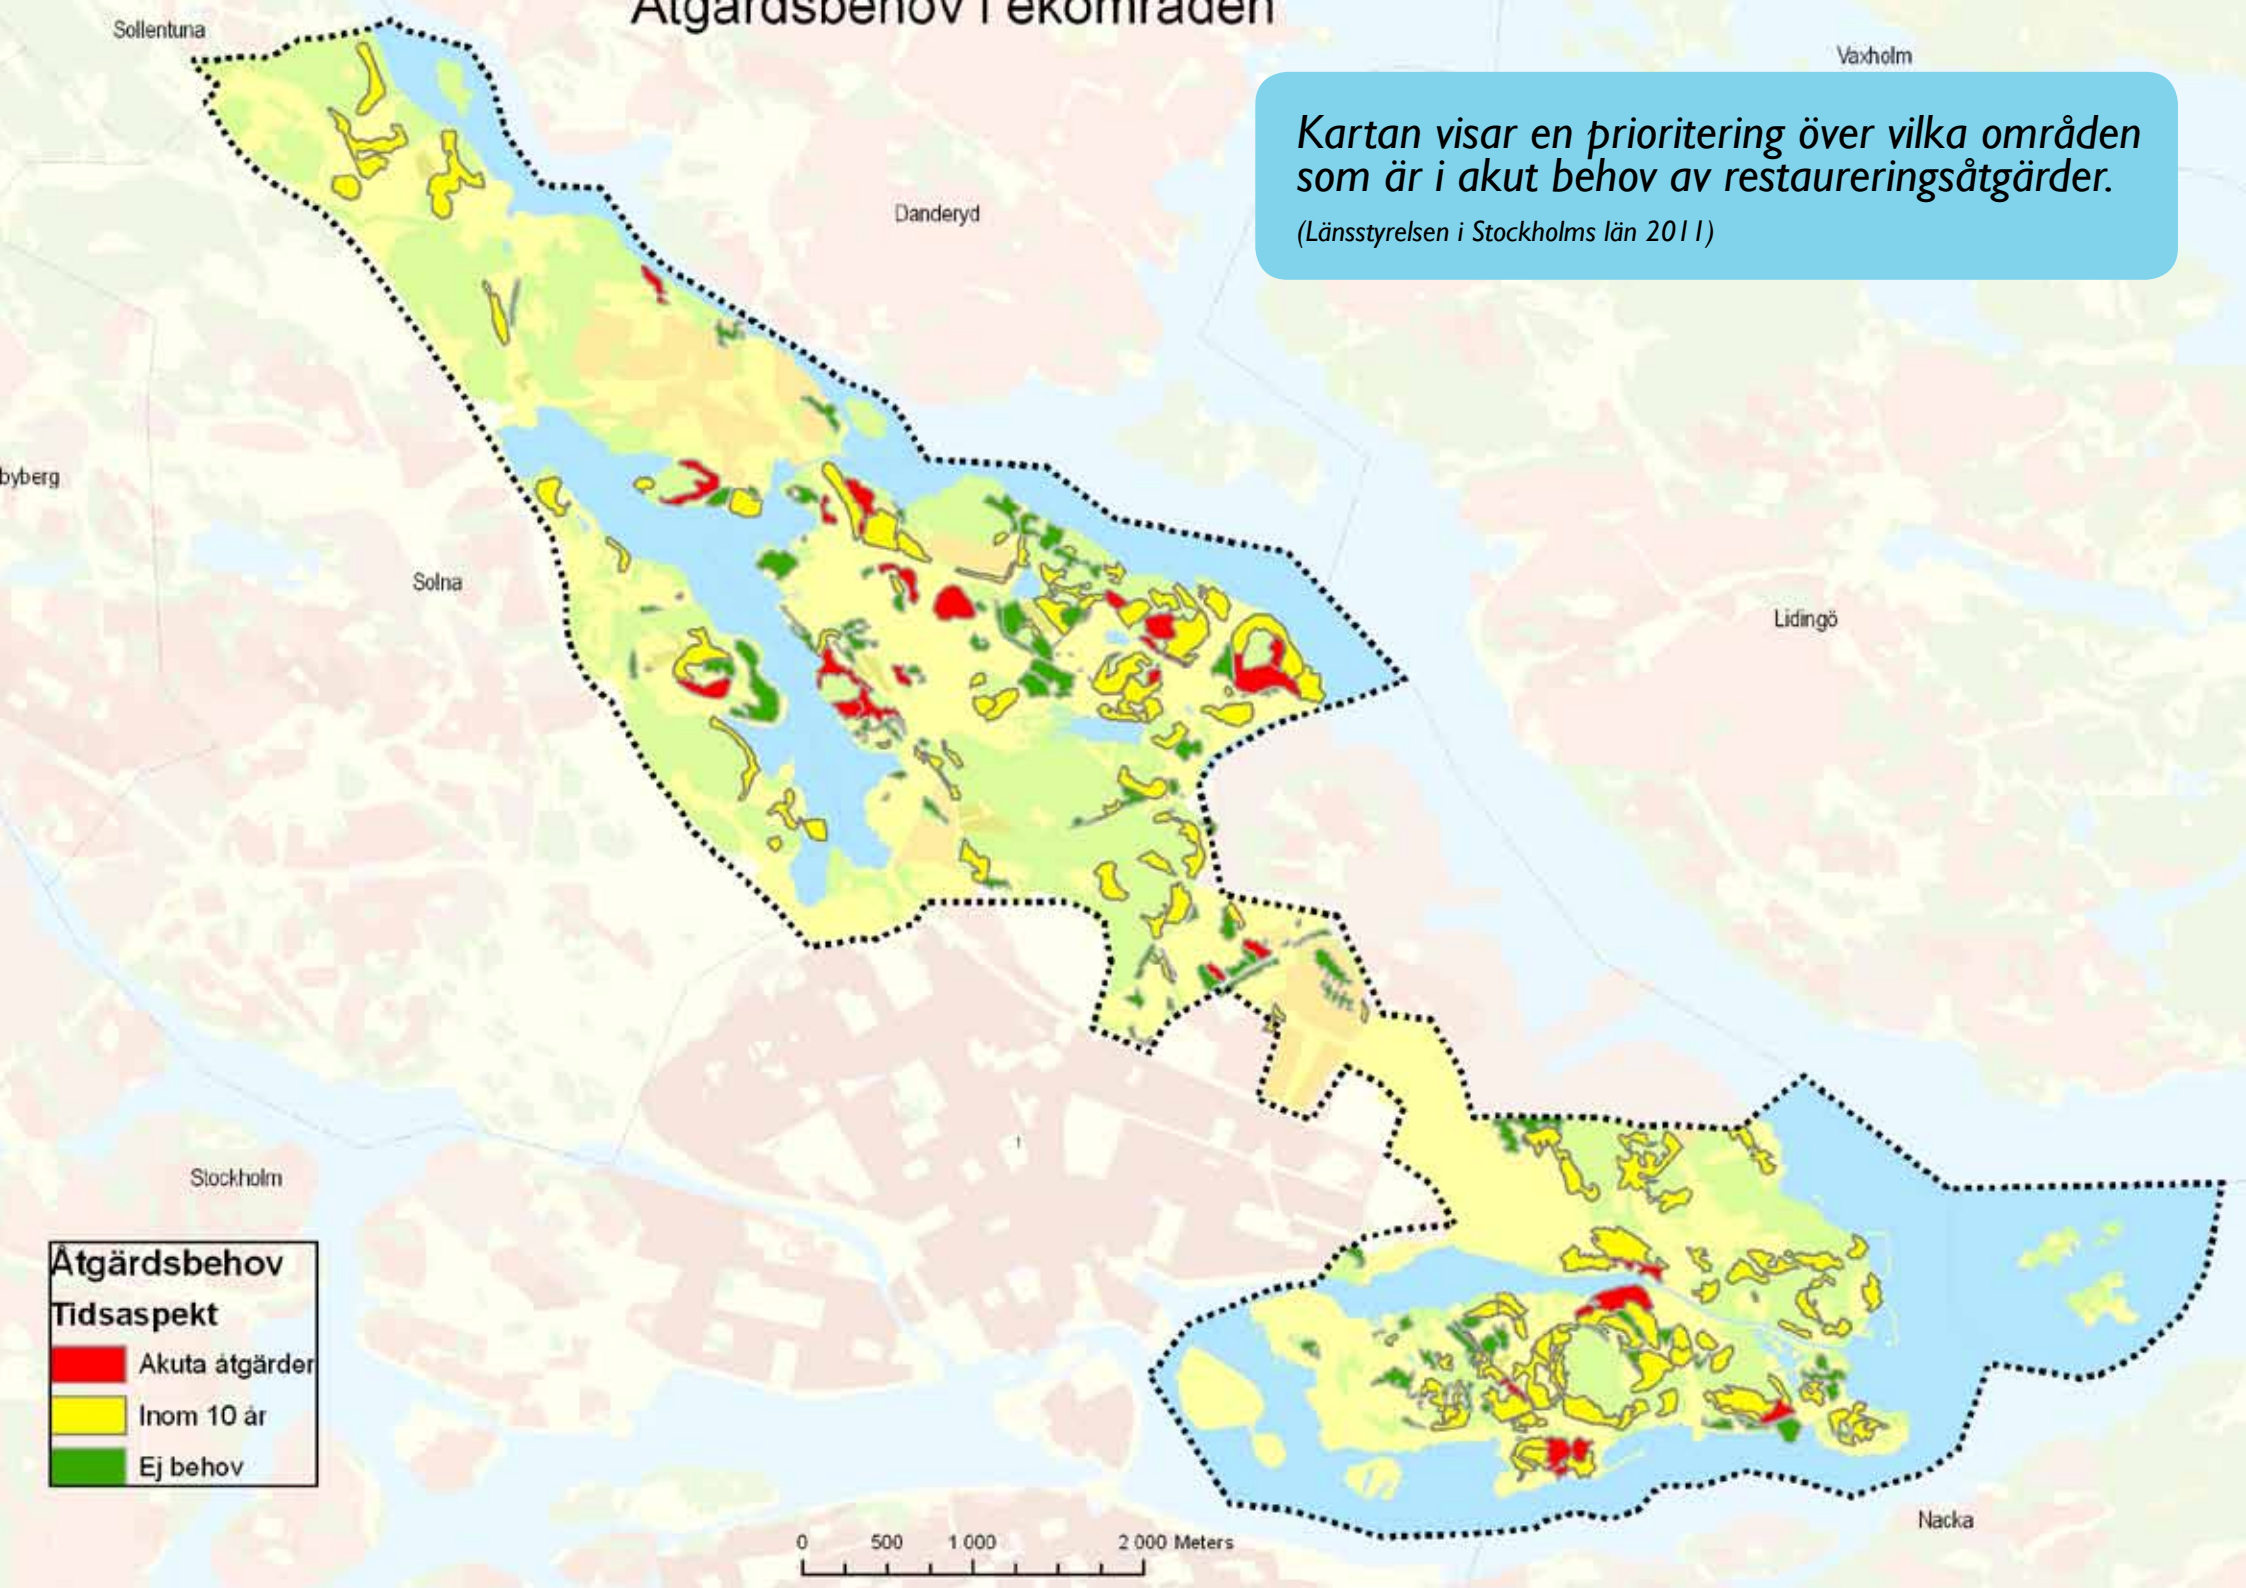 Åtgärdsbehov i ekområden
Sollentuna
Vaxholm
Kartan visar en prioritering över vilka områden
som är i akut behov av restaureringsåtgärder.
(Länsstyrelsen i Stockholms län 2011)
Danderyd
byberg
Solna
Lidingö
Stockholm
Åtgärdsbehov
Tidsaspekt
Akuta åtgärder
Inom 10 år
Ej behov
Nacka
0 500 1 000 2 000 Meters